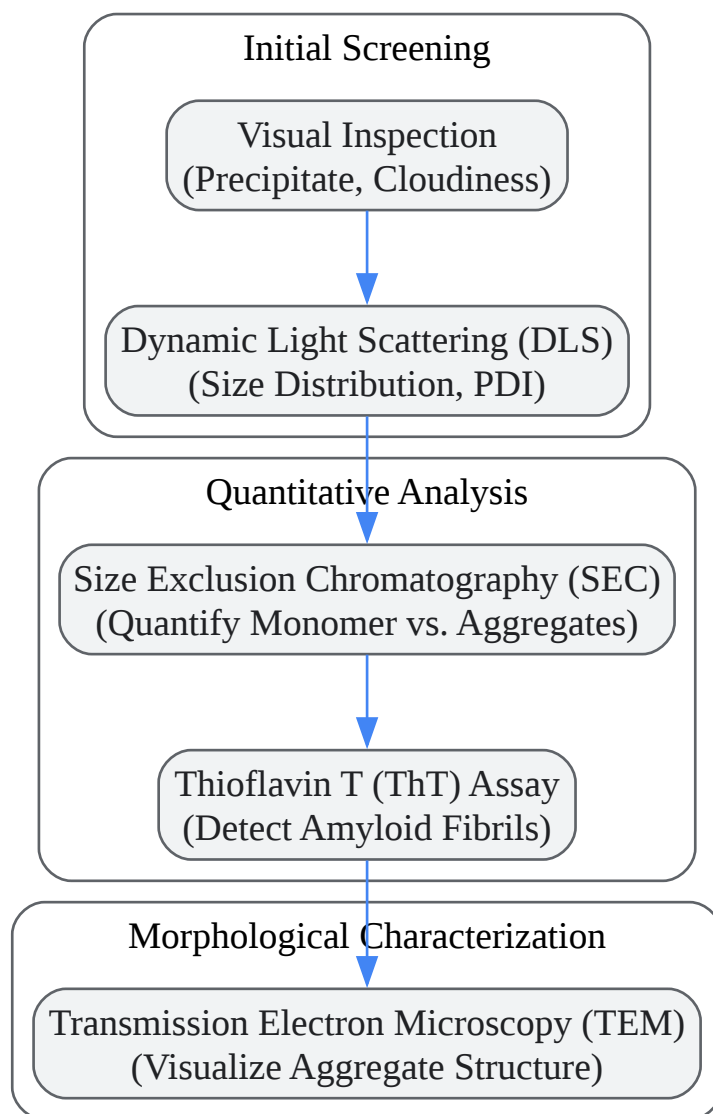 Initial Screening
Visual Inspection
(Precipitate, Cloudiness)
Dynamic Light Scattering (DLS)
(Size Distribution, PDI)
Quantitative Analysis
Size Exclusion Chromatography (SEC)
(Quantify Monomer vs. Aggregates)
Thioflavin T (ThT) Assay
(Detect Amyloid Fibrils)
Morphological Characterization
Transmission Electron Microscopy (TEM)
(Visualize Aggregate Structure)